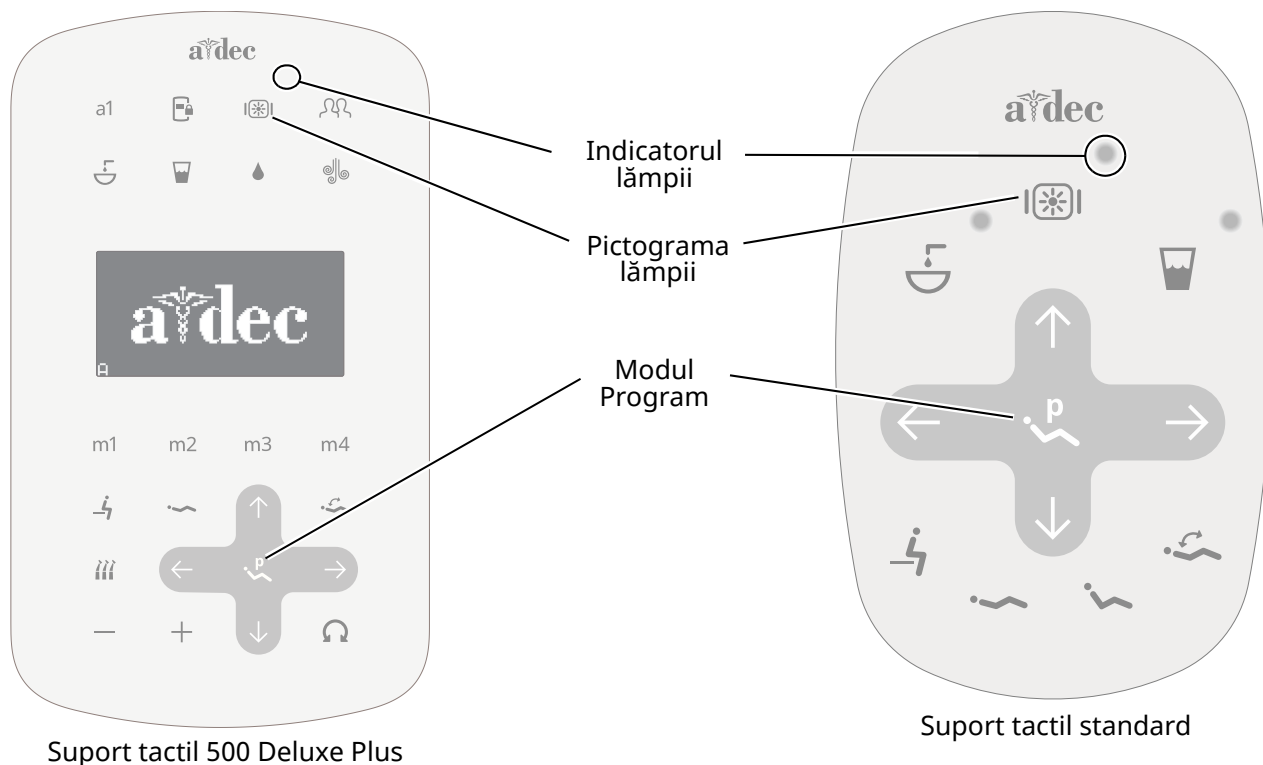 a dec
a1
a dec
A
m1 m2 m3 m4
p
Suport tactil 500 Deluxe Plus
Indicatorul
lămpii
Pictograma
lămpii
Modul
Program
a dec
p
Suport tactil standard